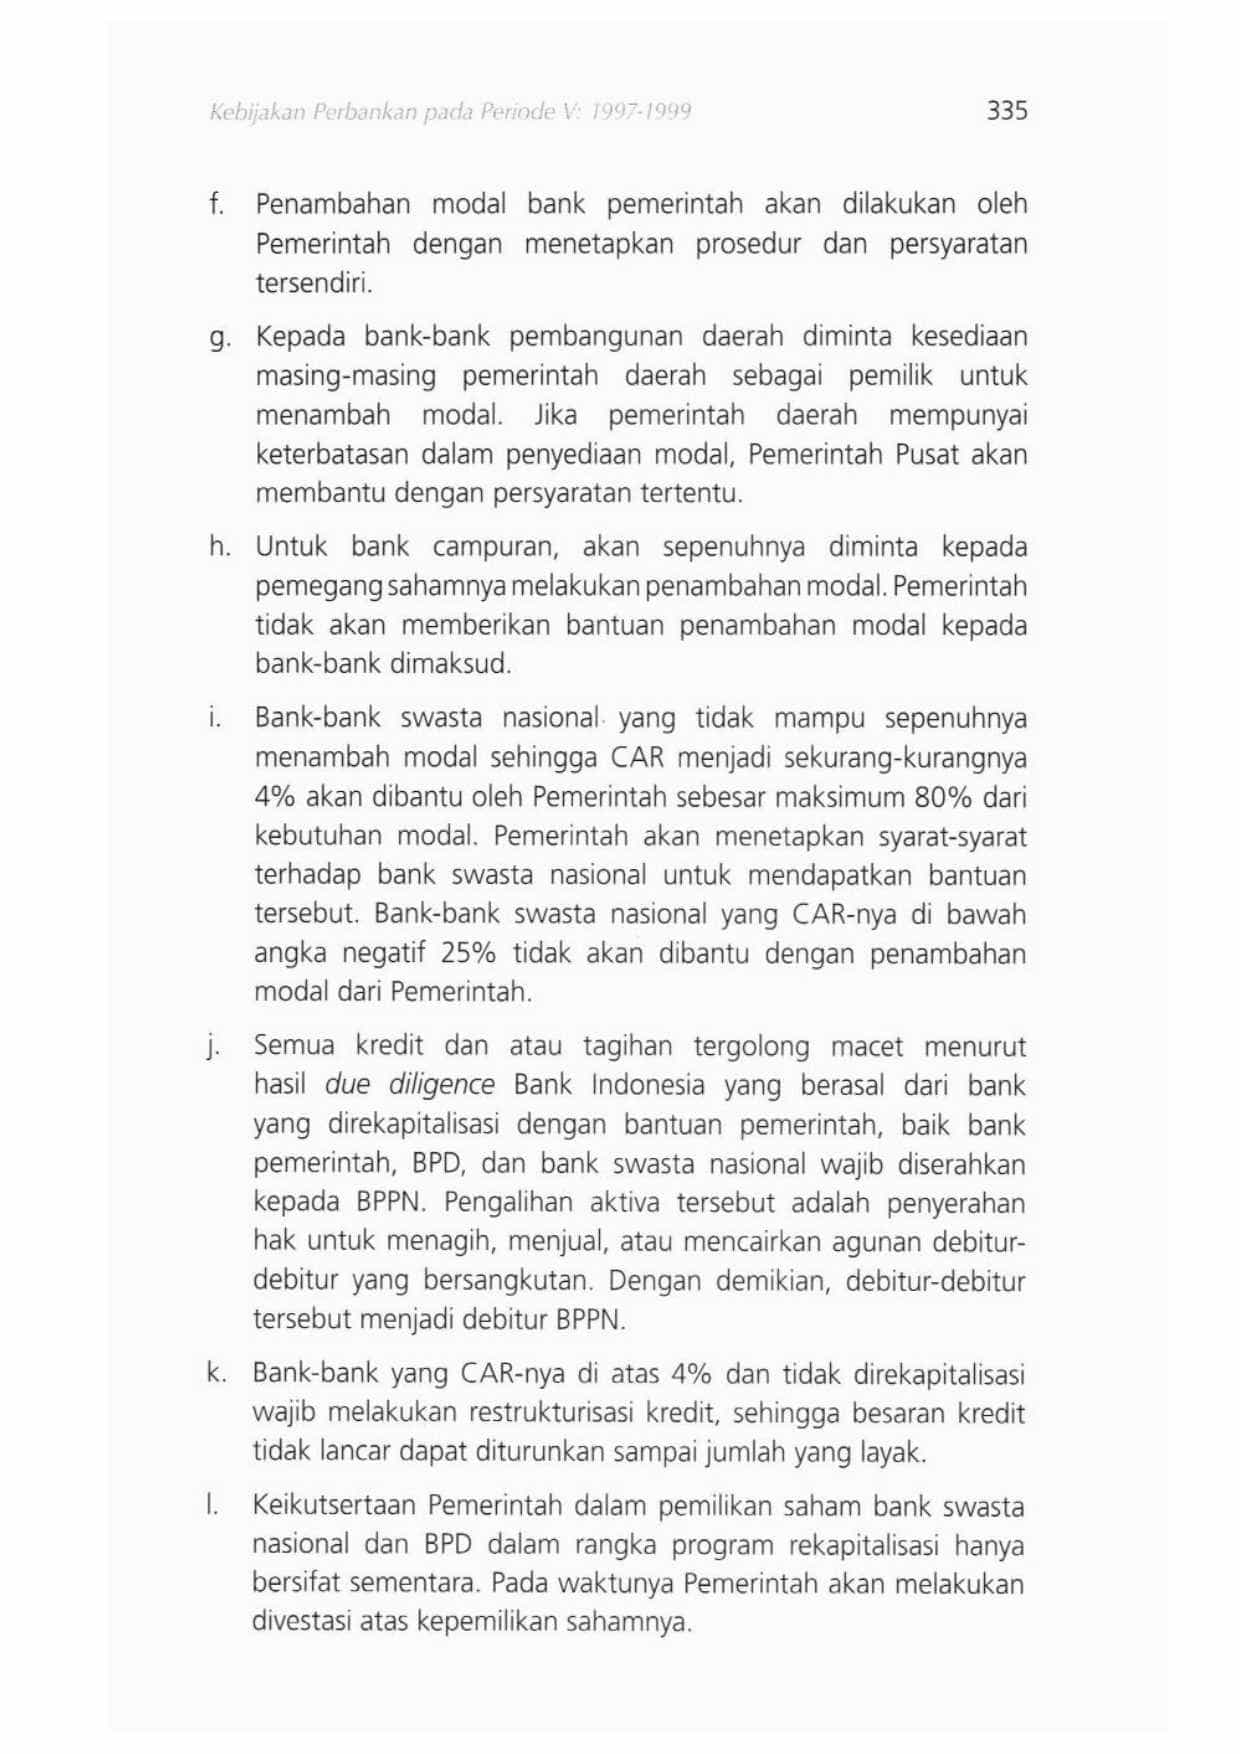 Kebijakan Perbankan pada Periode V: 1997-1999 335
f. Penambahan modal bank pemerintah akan dilakukan oleh
Pemerintah dengan menetapkan prosedur dan persyaratan
tersendiri.
g. Kepada bank-bank pembangunan daerah diminta kesediaan
masing-masing pemerintah daerah sebagai pemilik untuk
menambah modal. Jika pemerintah daerah mempunyai
keterbatasan dalam penyediaan modal, Pemerintah Pusat akan
membantu dengan persyaratan tertentu.
h. Untuk bank campuran, akan sepenuhnya diminta kepada
pemegang sahamnya melakukan penambahan modal. Pemerintah
tidak akan memberikan bantuan penambahan modal kepada
bank-bank dimaksud.
i. Bank-bank swasta nasional yang tidak mampu sepenuhnya
menambah modal sehingga CAR menjadi sekurang-kurangnya
4% akan dibantu oleh Pemerintah sebesar maksimum 80% dari
kebutuhan modal. Pemerintah akan menetapkan syarat-syarat
terhadap bank swasta nasional untuk mendapatkan bantuan
tersebut. Bank-bank swasta nasional yang CAR-nya di bawah
angka negatif 25% tidak akan dibantu dengan penambahan
modal dari Pemerintah.
j. Semua kredit dan atau tagihan tergolong macet menurut
hasil due diligence Bank Indonesia yang berasal dari bank
yang direkapitalisasi dengan bantuan pemerintah, baik bank
pemerintah, BPD, dan bank swasta nasional wajib diserahkan
kepada BPPN. Pengalihan aktiva tersebut adalah penyerahan
hak untuk menagih, menjual, atau mencairkan agunan debitur-
debitur yang bersangkutan. Dengan demikian, debitur-debitur
tersebut menjadi debitur BPPN.
k. Bank-bank yang CAR-nya di atas 4% dan tidak direkapitalisasi
wajib melakukan restrukturisasi kredit, sehingga besaran kredit
tidak lancar dapat diturunkan sampai jumlah yang layak.
l. Keikutsertaan Pemerintah dalam pemilikan saham bank swasta
nasional dan BPD dalam rangka program rekapitalisasi hanya
bersifat sementara. Pada waktunya Pemerintah akan melakukan
divestasi atas kepemilikan sahamnya.